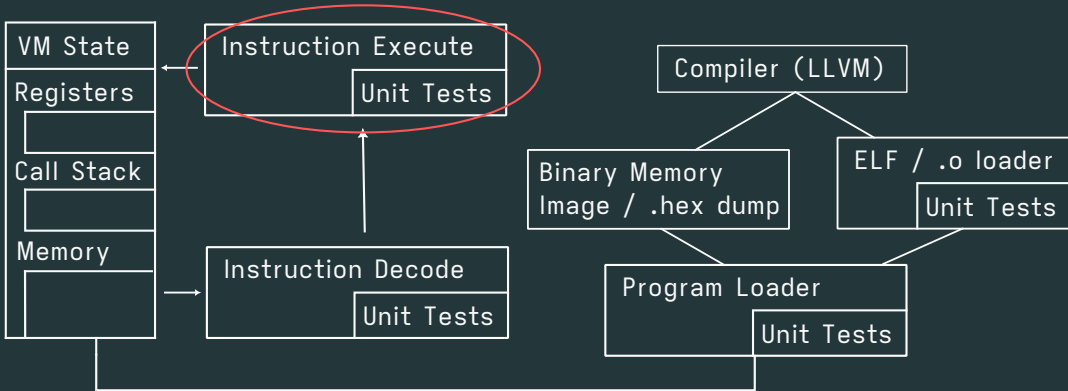 VM State
Registers
Call Stack
Memory
Instruction Execute
Unit Tests
Instruction Decode
Unit Tests
Compiler (LLVM)
Binary Memory
Image / .hex dump
ELF / .o loader
Unit Tests
Program Loader
Unit Tests